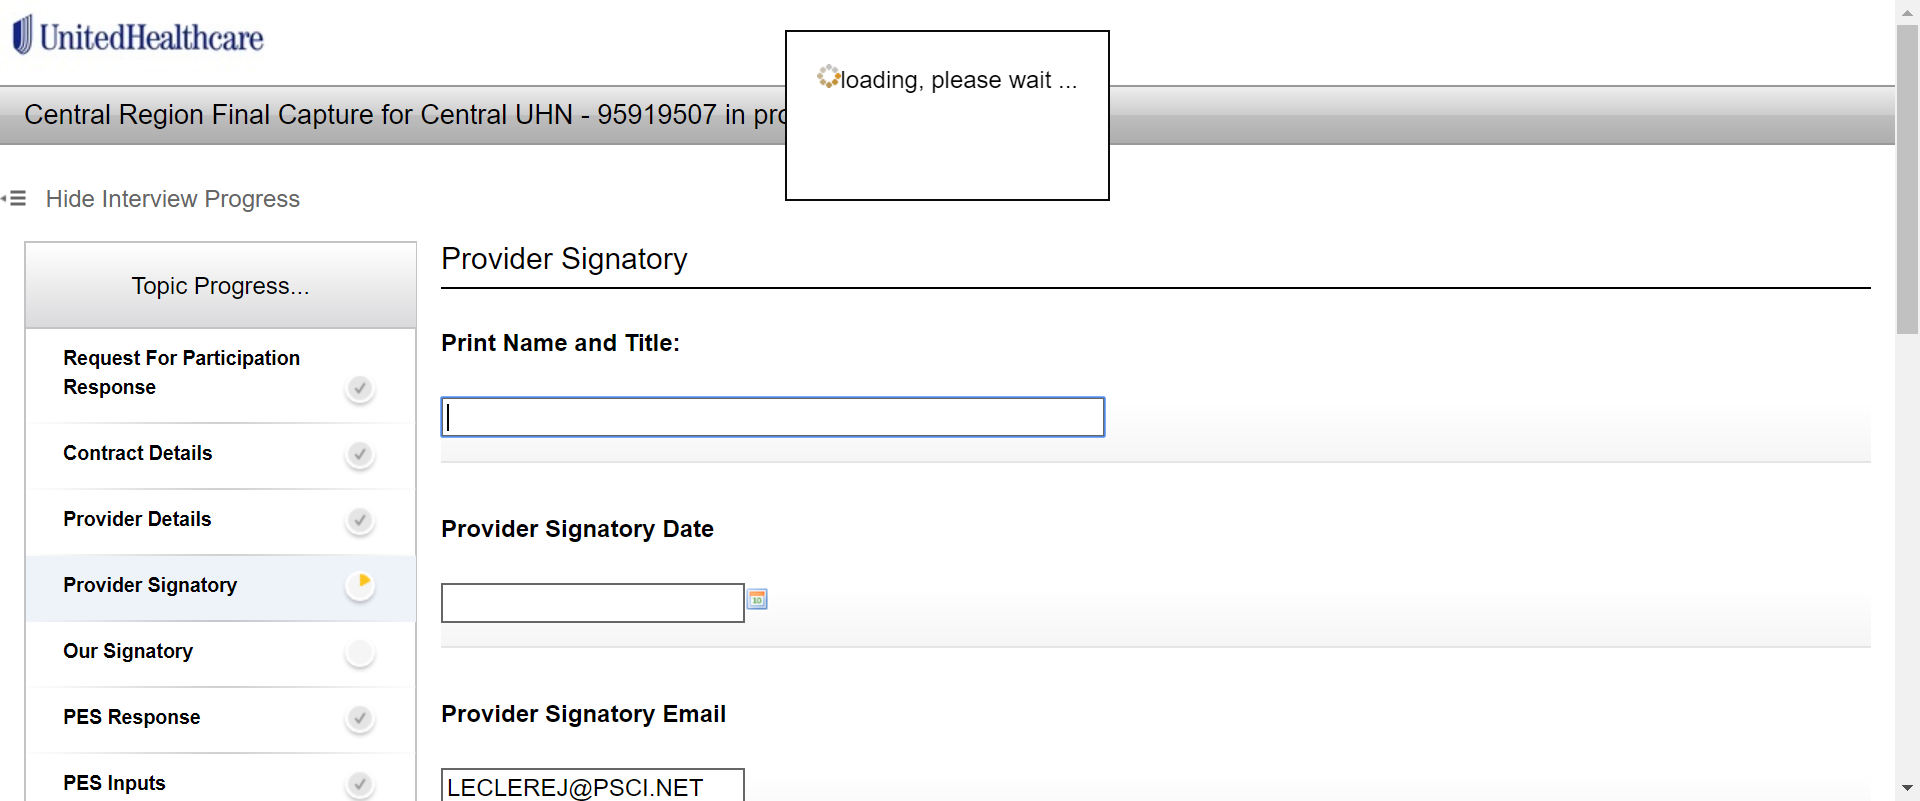 UnitedHealthcare
loading, please wait ...
Central Region Final Capture for Central UHN - 95919507 in
Hide Interview Progress
Topic Progress...
Request For Participation
Response
Contract Details
Provider Details
Provider Signatory
Our Signatory
PES Response
PES Inputs
Provider Signatory
Print Name and Title:
Provider Signatory Date
10
Provider Signatory Email
LECLEREJ@PSCI.NET